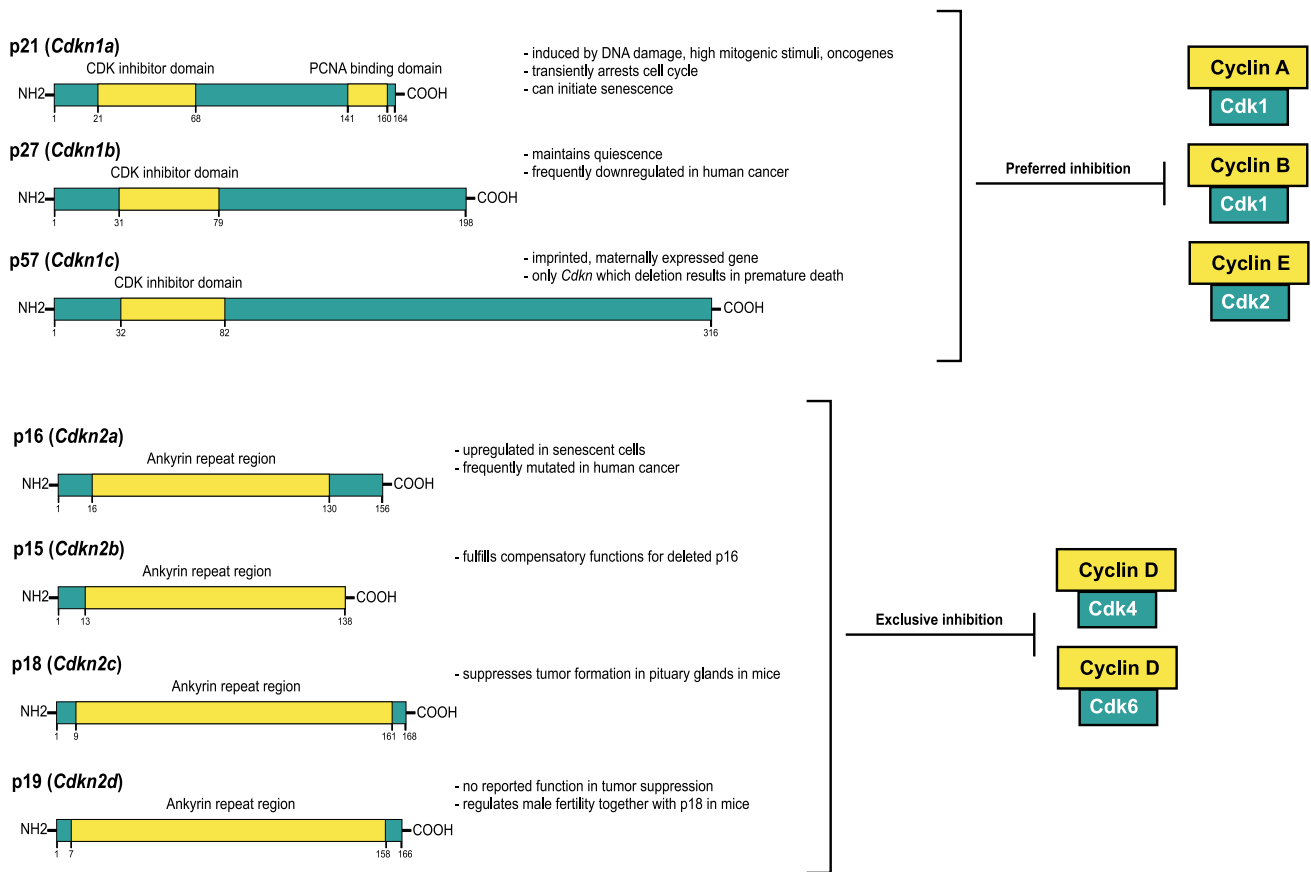 p21 (Cdkn1a)
CDK inhibitor domain PCNA binding domain
NH2 COOH
1 21 68 141 160 164
- induced by DNA damage, high mitogenic stimuli, oncogenes
- transiently arrests cell cycle
- can initiate senescence
p27 (Cdkn1b)
CDK inhibitor domain
NH2 COOH
1 31 79 198
- maintains quiescence
- frequently downregulated in human cancer
p57 (Cdkn1c)
CDK inhibitor domain
NH2 COOH
1 32 82 316
- imprinted, maternally expressed gene
- only Cdkn which deletion results in premature death
Preferred inhibition
Cyclin A
Cdk1
Cyclin B
Cdk1
Cyclin E
Cdk2
p16 (Cdkn2a)
Ankyrin repeat region
NH2 COOH
1 16 130 156
- upregulated in senescent cells
- frequently mutated in human cancer
p15 (Cdkn2b)
Ankyrin repeat region
NH2 COOH
1 13 138
- fulfills compensatory functions for deleted p16
p18 (Cdkn2c)
Ankyrin repeat region
NH2 COOH
1 9 161 168
- suppresses tumor formation in pituary glands in mice
p19 (Cdkn2d)
Ankyrin repeat region
NH2 COOH
1 7 158 166
- no reported function in tumor suppression
- regulates male fertility together with p18 in mice
Exclusive inhibition
Cyclin D
Cdk4
Cyclin D
Cdk6